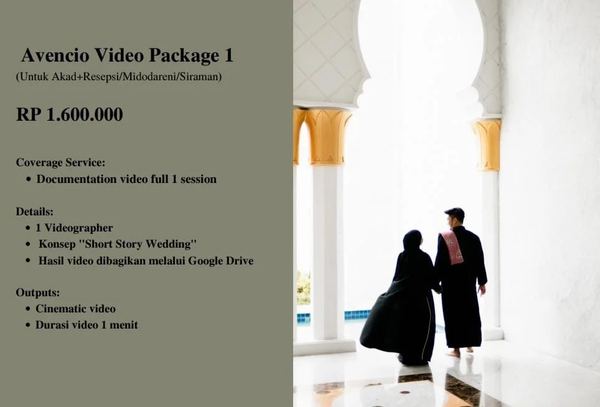 Avencio Video Package 1
(Untuk Akad+Resepsi/Midodareni/Siraman)
RP 1.600.000
Coverage Service:
• Documentation video full 1 session
Details:
• 1 Videographer
• Konsep "Short Story Wedding"
• Hasil video dibagikan melalui Google Drive
Outputs:
• Cinematic video
• Durasi video 1 menit